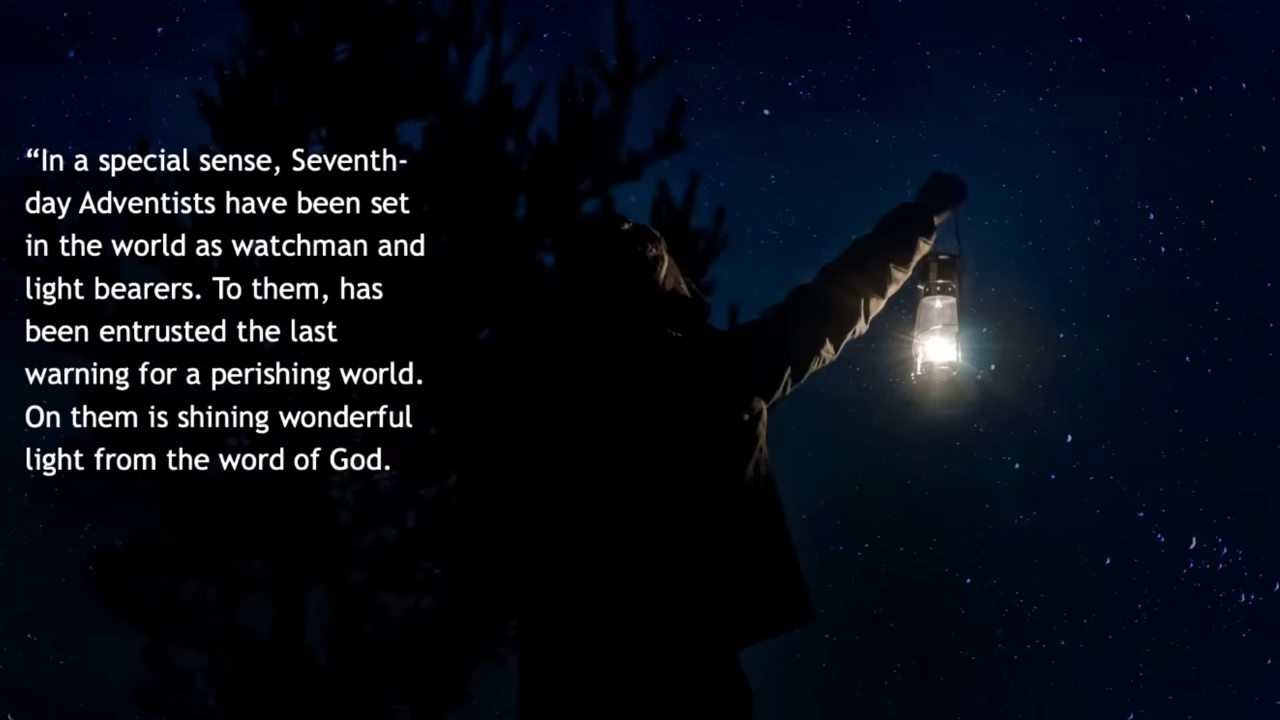 “In a special sense, Seventh-
day Adventists have been set
in the world as watchman and
light bearers. To them, has
been entrusted the last
warning for a perishing world.
On them is shining wonderful
light from the word of God.